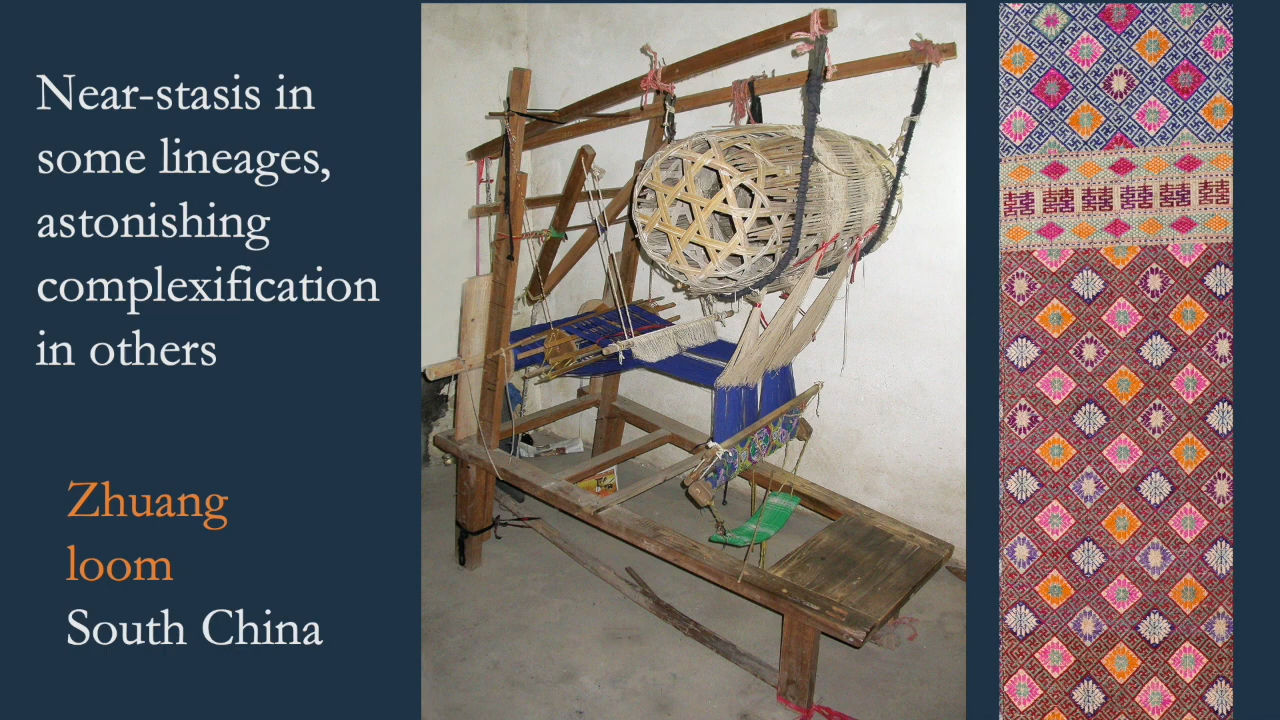 Near-stasis in
some lineages,
astonishing
complexification
in others
Zhuang
loom
South China